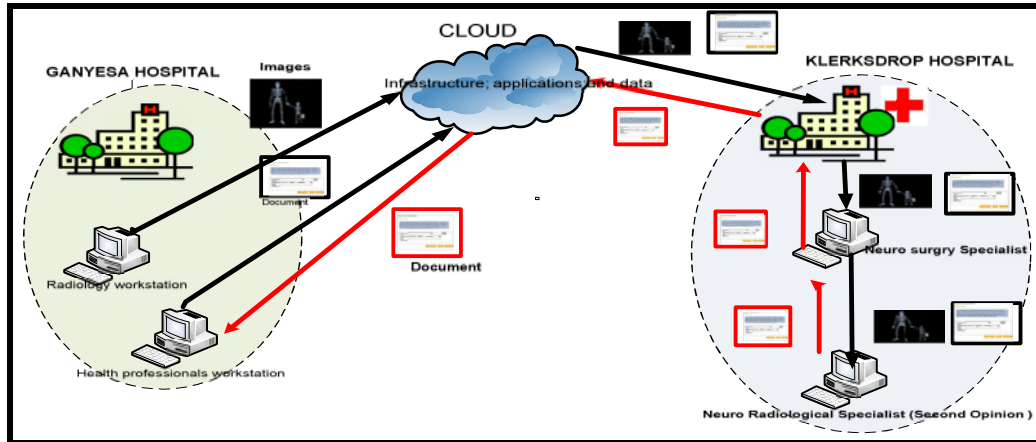 CLOUD
GANYESA HOSPITAL
Images
Infrastructure; applications and data
KLERKSDROP HOSPITAL
Document
Document
Radiology workstation
Health professionals workstation
Neuro surgry Specialist
Neuro Radiological Specialist (Second Opinion )
H
H